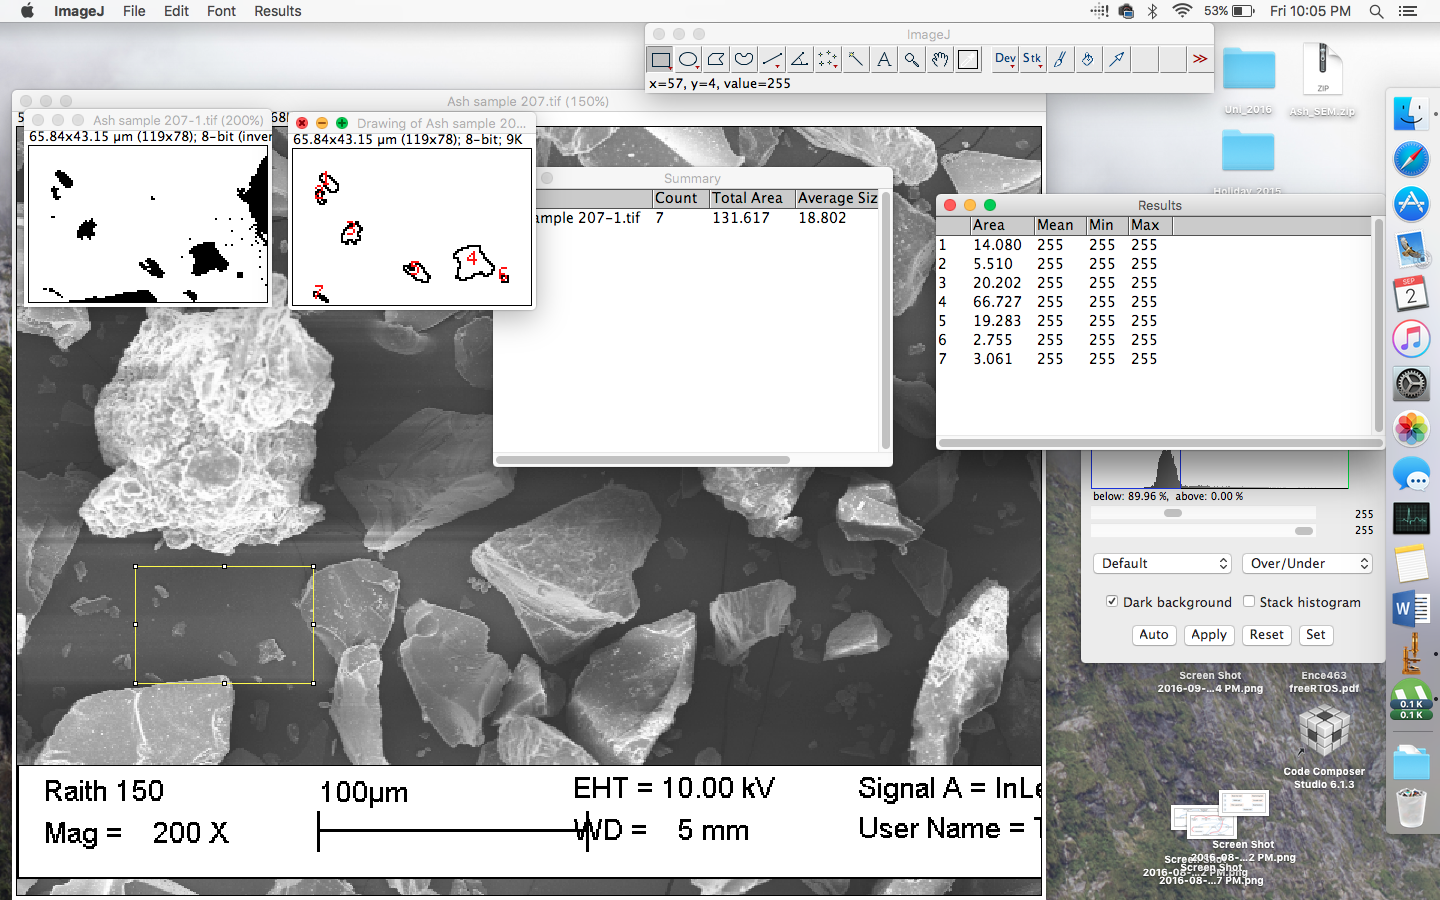 ImageJ File Edit Font Results
53% Fri 10:05 PM
ImageJ
Dev Stk
x=57, y=4, value=255
Ash sample 207.tif (150%)
Ash sample 207-1.tif (200%)
65.84x43.15 µm (119x78); 8-bit (inver
Drawing of Ash sample 20...
65.84x43.15 µm (119x78); 8-bit; 9K
1
3
4
5
6
7
Summary
Count Total Area Average Siz
ample 207-1.tif 7 131.617 18.802
Results
Area Mean Min Max
1 14.080 255 255 255
2 5.510 255 255 255
3 20.202 255 255 255
4 66.727 255 255 255
5 19.283 255 255 255
6 2.755 255 255 255
7 3.061 255 255 255
below: 89.96 %, above: 0.00 %
255
255
Default Over/Under
Dark background Stack histogram
Auto Apply Reset Set
Uni_2016
ZIP
Ash_SEM.zip
Holiday_2015
SEP
2
W
0.1 K
0.1 K
Screen Shot
2016-09-...4 PM.png
Ence463
freeRTOS.pdf
Code Composer
Studio 6.1.3
Screen Shot
2016-08-...2 PM.png
Screen Shot
2016-08-...7 PM.png
Raith 150 100µm EHT = 10.00 kV Signal A = InLe
Mag = 200 X WD = 5 mm User Name = T